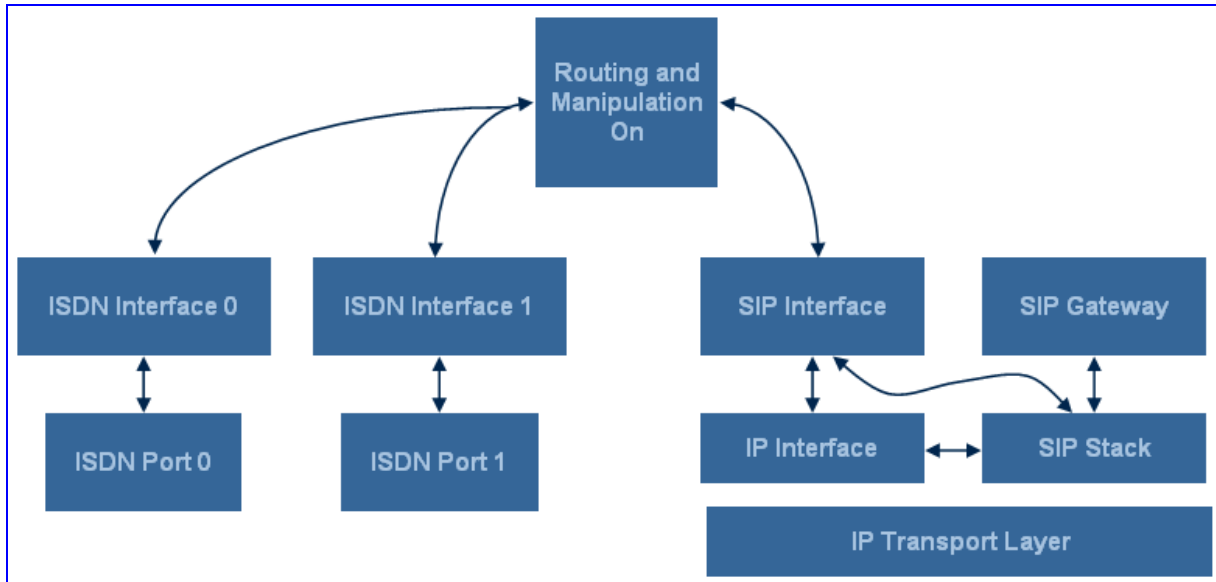 Routing and
Manipulation
On
ISDN Interface 0
ISDN Interface 1
SIP Interface
SIP Gateway
ISDN Port 0
ISDN Port 1
IP Interface
SIP Stack
IP Transport Layer